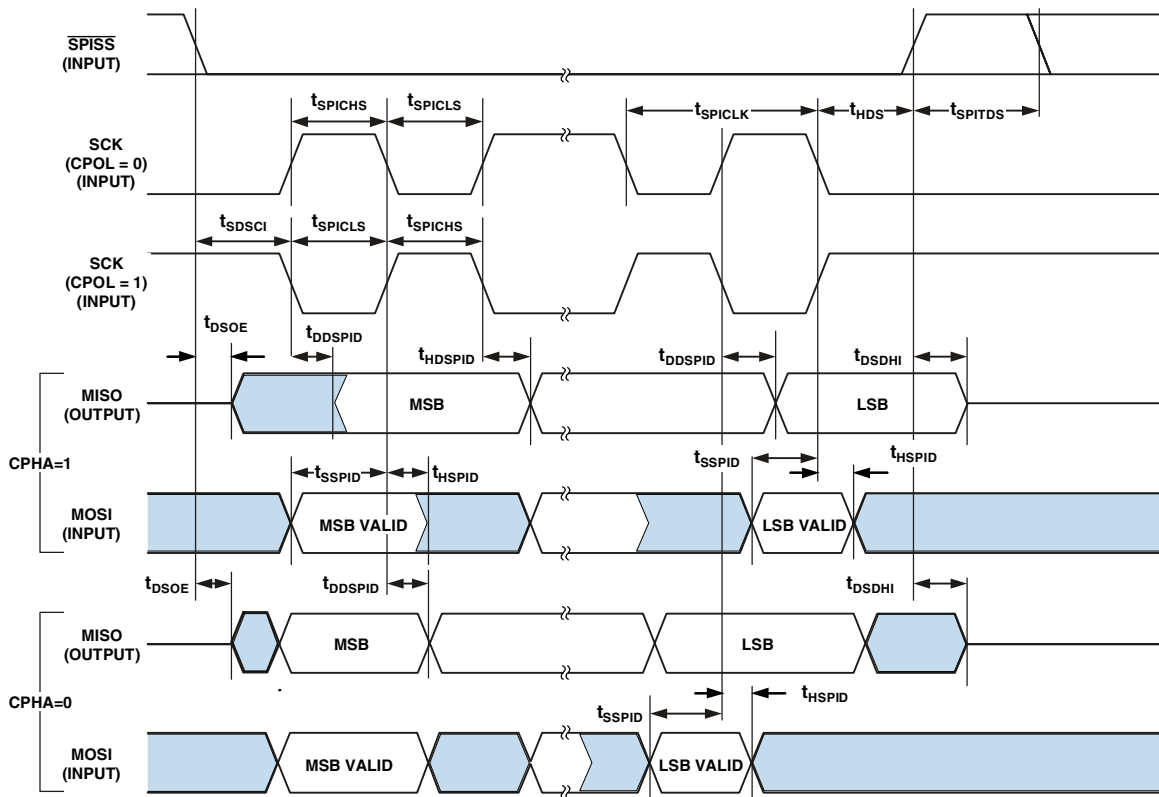 SPISS
(INPUT)
tSPICHS tSPICLS tSPICLK tHDS tSPITDS
SCK
(CPOL = 0)
(INPUT)
tSDSCI tSPICLS tSPICHS
SCK
(CPOL = 1)
(INPUT)
tDSOE tDDSPID tHDSPID tDDSPID tDSDHI
CPHA=1
MISO
(OUTPUT)
MSB LSB
tSSPID tHSPID tSSPID tHSPID
MOSI
(INPUT)
MSB VALID LSB VALID
tDSOE tDDSPID tDSDHI
CPHA=0
MISO
(OUTPUT)
MSB LSB
tSSPID tHSPID
MOSI
(INPUT)
MSB VALID LSB VALID